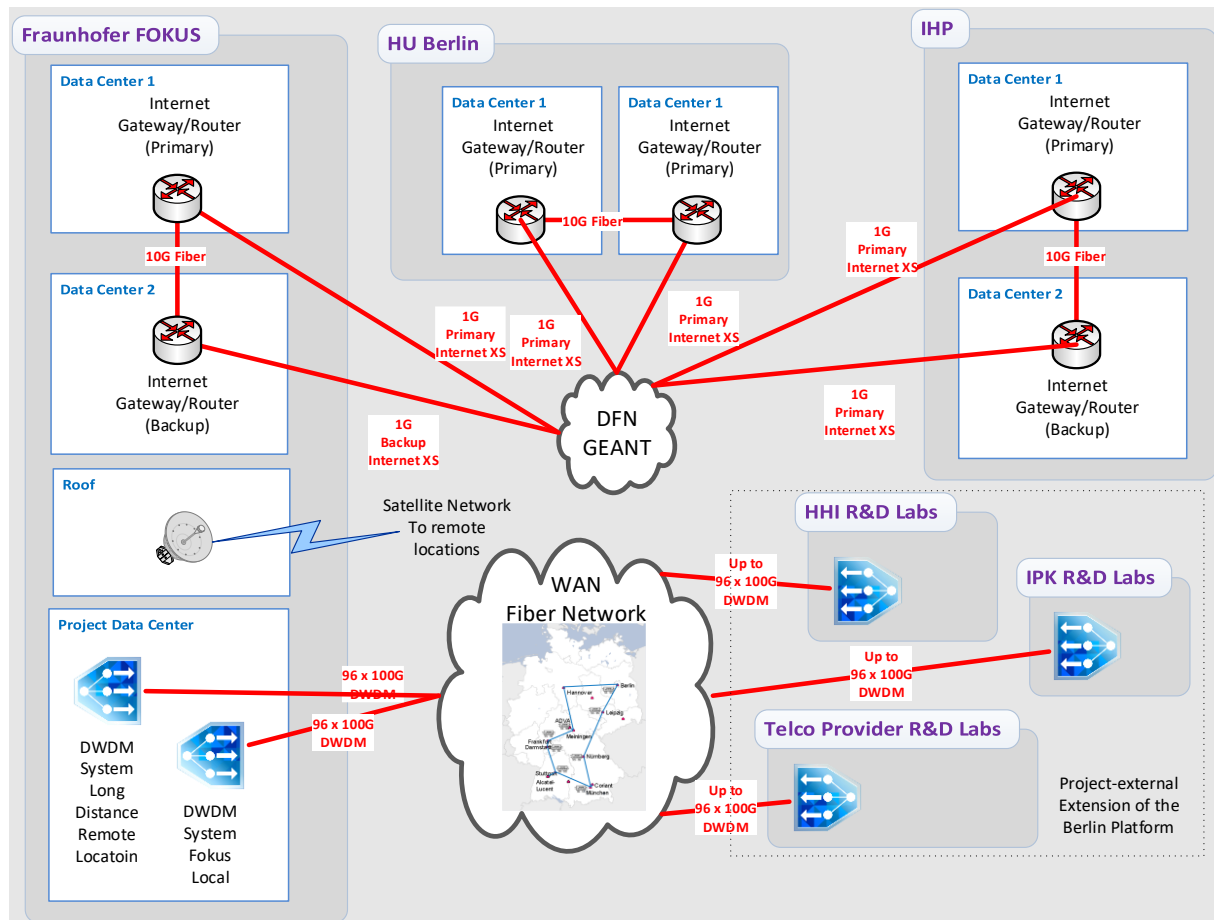 Fraunhofer FOKUS
Data Center 1
Internet
Gateway/Router
(Primary)
10G Fiber
Data Center 2
Internet
Gateway/Router
(Backup)
Roof
Satellite Network
To remote
locations
Project Data Center
DWDM
System
Long
Distance
Remote
Locatoin
DWDM
System
Fokus
Local
96 x 100G
DWDM
96 x 100G
DWDM
HU Berlin
Data Center 1
Internet
Gateway/Router
(Primary)
Data Center 1
Internet
Gateway/Router
(Primary)
10G Fiber
IHP
Data Center 1
Internet
Gateway/Router
(Primary)
10G Fiber
Data Center 2
Internet
Gateway/Router
(Backup)
1G
Primary
Internet XS
1G
Primary
Internet XS
1G
Primary
Internet XS
1G
Primary
Internet XS
1G
Backup
Internet XS
1G
Primary
Internet XS
DFN
GEANT
WAN
Fiber Network
Hannover
Berlin
Leipzig
ADVA
Meiningen
Frankfurt
Darmstadt
Nürnberg
Stuttgart
Alcatel-
Lucent
Coriant
München
Up to
96 x 100G
DWDM
Up to
96 x 100G
DWDM
Up to
96 x 100G
DWDM
HHI R&D Labs
IPK R&D Labs
Telco Provider R&D Labs
Project-external
Extension of the
Berlin Platform